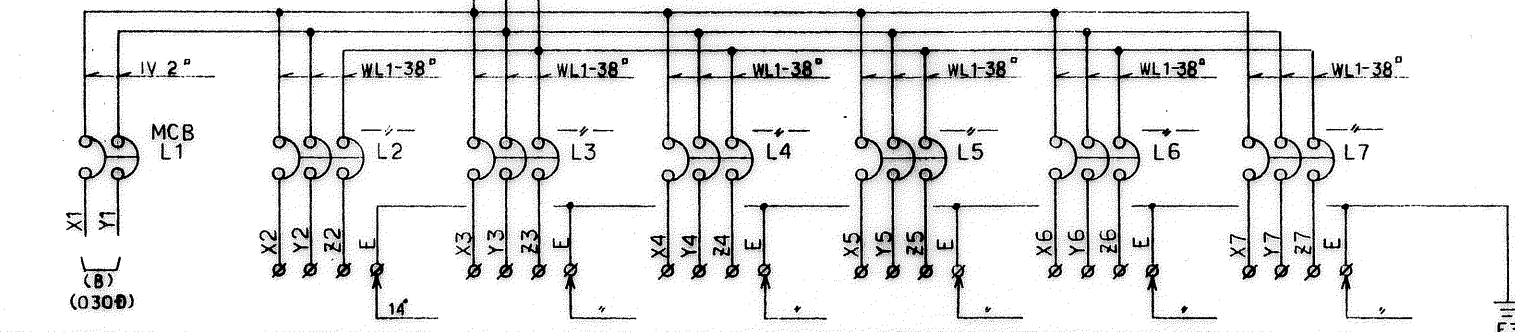 IV 2□ WL1-38□ WL1-38□ WL1-38□ WL1-38□ WL1-38□ WL1-38□
MCB —〃— —〃— —〃— —〃— —〃— —〃—
L1 L2 L3 L4 L5 L6 L7
X1 Y1 X2 Y2 Z2 E X3 Y3 Z3 E X4 Y4 Z4 E X5 Y5 Z5 E X6 Y6 Z6 E X7 Y7 Z7 E
(B)
14□ 〃 〃 〃 〃 〃